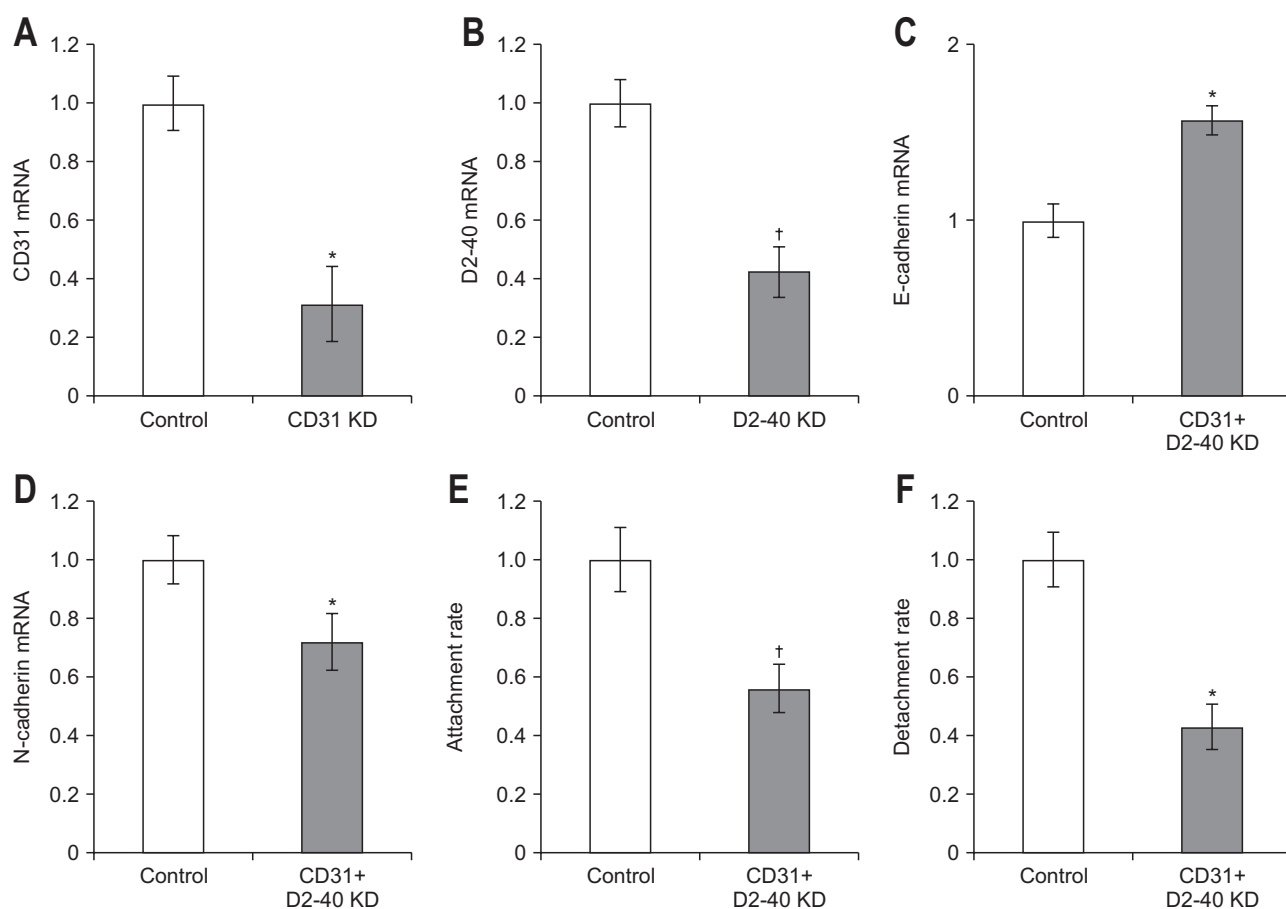 A
CD31 mRNA
1.2
1.0
0.8
0.6
0.4
0.2
0
*
Control
CD31 KD
B
D2-40 mRNA
1.2
1.0
0.8
0.6
0.4
0.2
0
†
Control
D2-40 KD
C
E-cadherin mRNA
2
1
0
*
Control
CD31+
D2-40 KD
D
N-cadherin mRNA
1.2
1.0
0.8
0.6
0.4
0.2
0
*
Control
CD31+
D2-40 KD
E
Attachment rate
1.2
1.0
0.8
0.6
0.4
0.2
0
†
Control
CD31+
D2-40 KD
F
Detachment rate
1.2
1.0
0.8
0.6
0.4
0.2
0
*
Control
CD31+
D2-40 KD